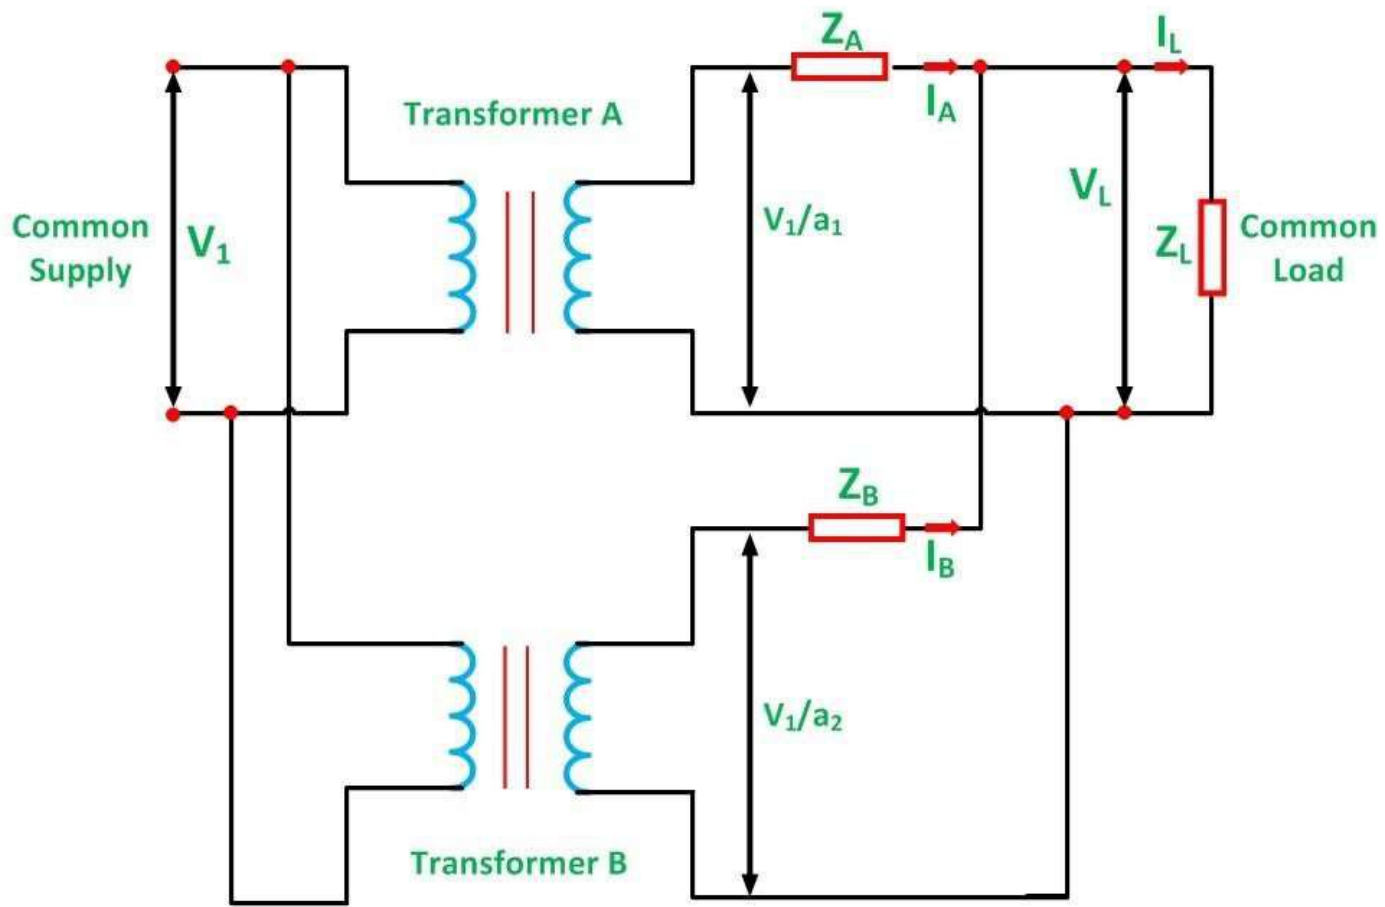 Z_A
I_L
Transformer A
I_A
Common
Supply
V_1
V_1/a_1
V_L
Z_L
Common
Load
Z_B
I_B
V_1/a_2
Transformer B